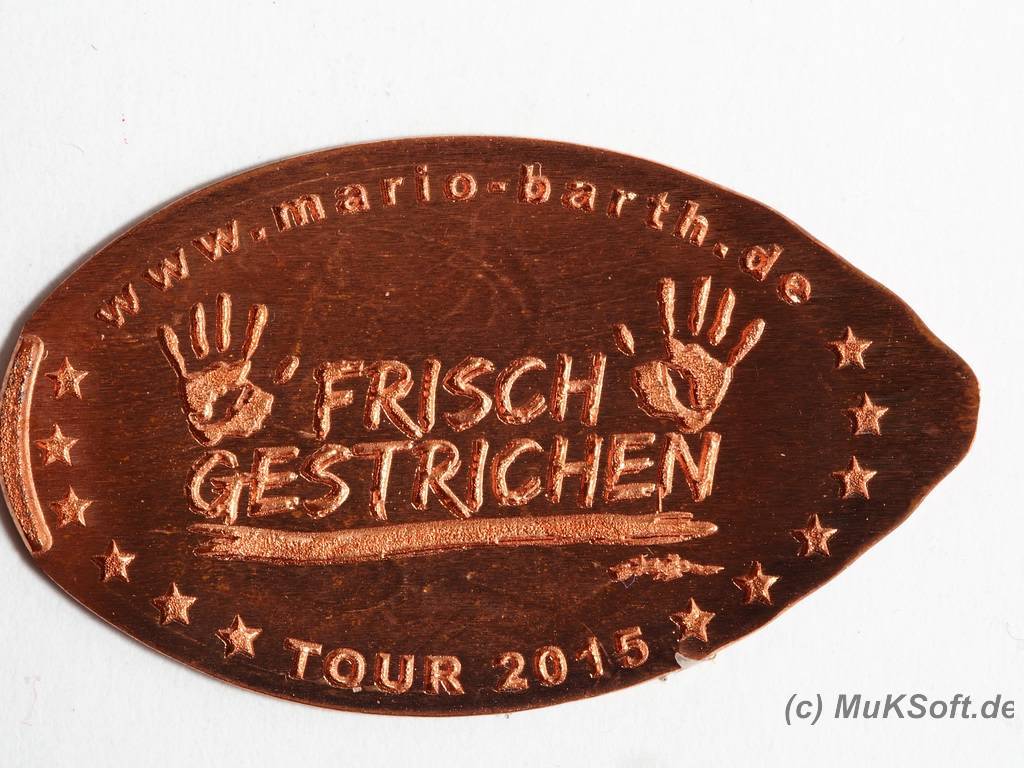 www.mario-barth.de
FRISCH
GESTRICHEN
TOUR 2015
(c) MuKSoft.de